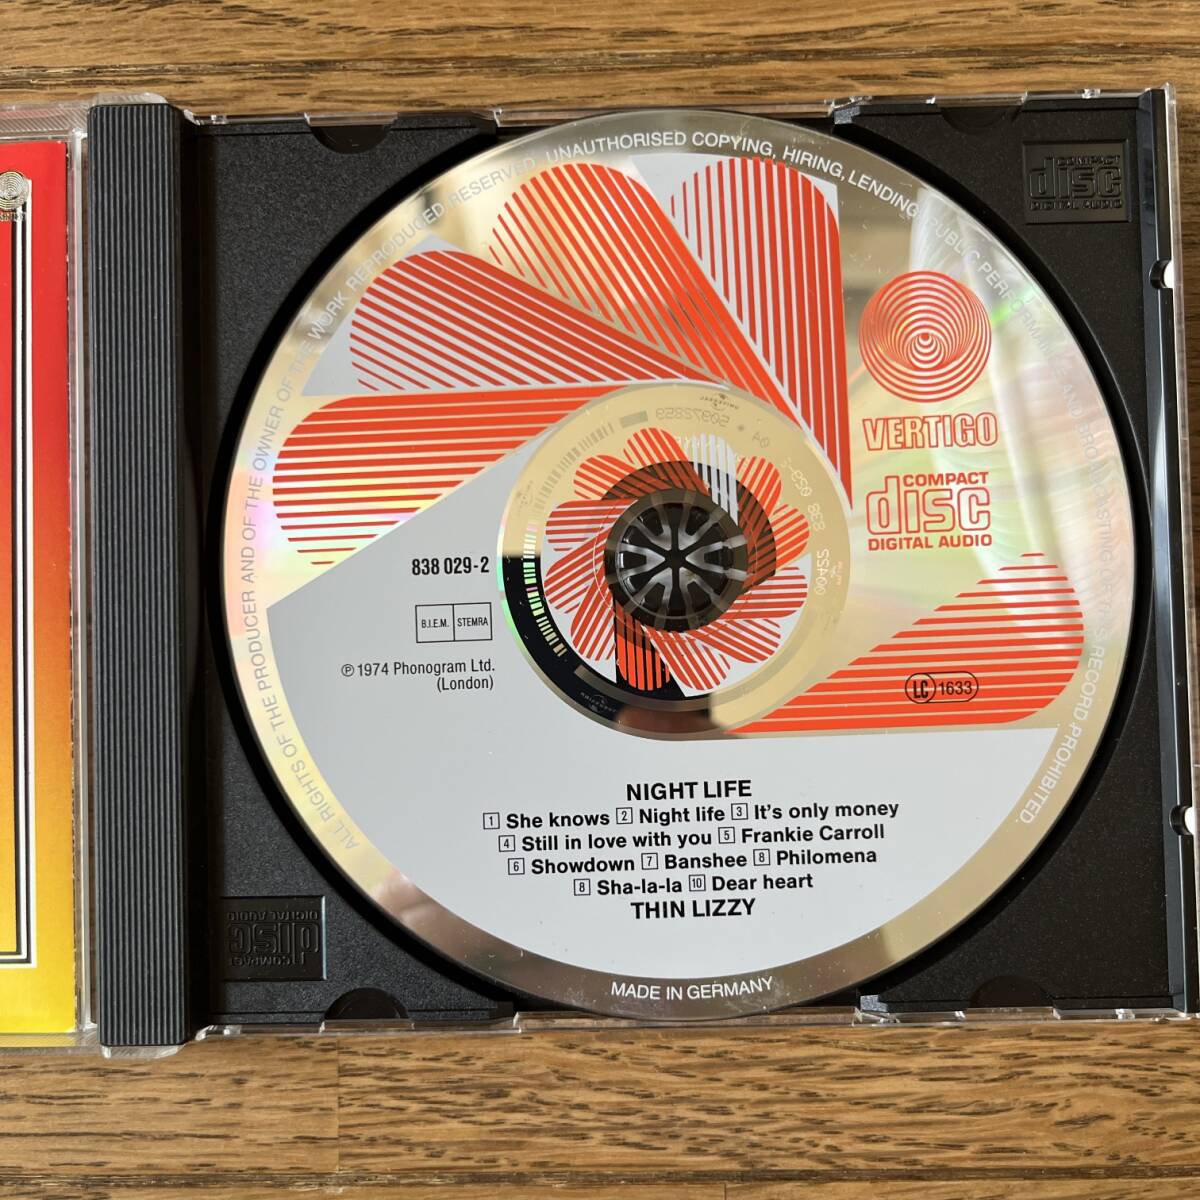 ALL RIGHTS OF THE PRODUCER AND OF THE OWNER OF THE WORK REPRODUCED RESERVED. UNAUTHORISED COPYING, HIRING, LENDING, PUBLIC PERFORMANCE AND BROADCASTING OF THIS RECORD PROHIBITED.
VERTIGO
COMPACT
disc
DIGITAL AUDIO
838 029-2
B.I.E.M. STEMRA
℗ 1974 Phonogram Ltd.
(London)
LC 1633
NIGHT LIFE
1 She knows 2 Night life 3 It's only money
4 Still in love with you 5 Frankie Carroll
6 Showdown 7 Banshee 8 Philomena
8 Sha-la-la 10 Dear heart
THIN LIZZY
MADE IN GERMANY
COMPACT
disc
DIGITAL AUDIO
COMPACT
disc
DIGITAL AUDIO
50972859
04
UNIVERSAL